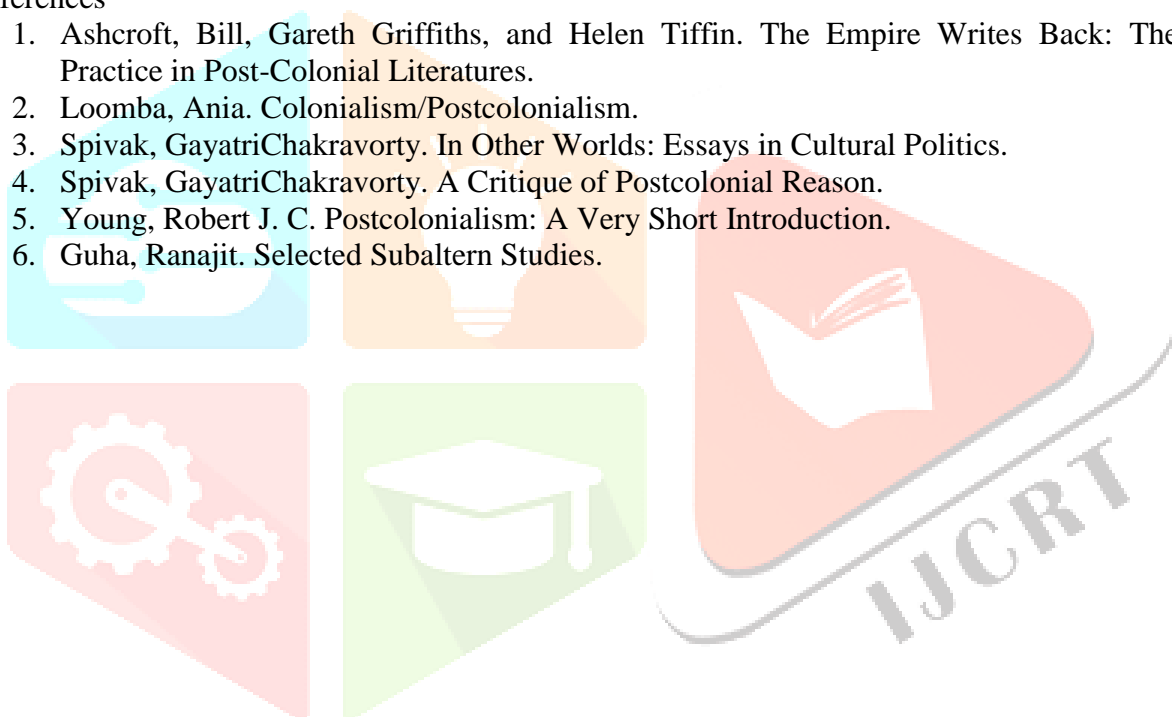 ferences
1. Ashcroft, Bill, Gareth Griffiths, and Helen Tiffin. The Empire Writes Back: The
Practice in Post-Colonial Literatures.
2. Loomba, Ania. Colonialism/Postcolonialism.
3. Spivak, GayatriChakravorty. In Other Worlds: Essays in Cultural Politics.
4. Spivak, GayatriChakravorty. A Critique of Postcolonial Reason.
5. Young, Robert J. C. Postcolonialism: A Very Short Introduction.
6. Guha, Ranajit. Selected Subaltern Studies.
IJCRT